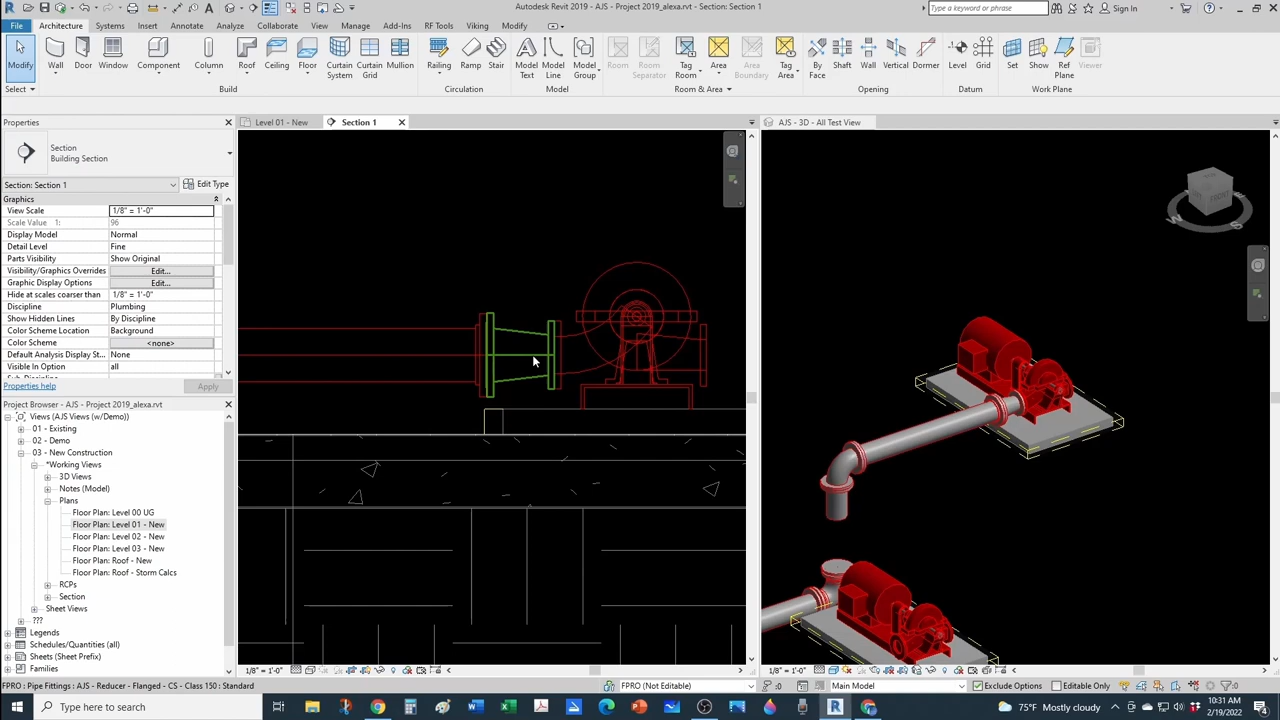 Autodesk Revit 2019 - AJS - Project 2019_alexa.rvt - Section: Section 1
Type a keyword or phrase
Sign In
File Architecture Systems Insert Annotate Analyze Collaborate View Manage Add-Ins RF Tools Viking Modify
Modify Wall Door Window Component Column Roof Ceiling Floor Curtain System Curtain Grid Mullion Railing Ramp Stair Model Text Model Line Model Group Room Room Separator Tag Room Area Area Boundary Tag Area By Face Shaft Wall Vertical Dormer Level Grid Set Show Ref Plane Viewer
Select Build Circulation Model Room & Area Opening Datum Work Plane
Properties
Level 01 - New
Section 1
AJS - 3D - All Test View
Section
Building Section
Section: Section 1
Edit Type
Graphics
View Scale 1/8" = 1'-0"
Scale Value 1: 96
Display Model Normal
Detail Level Fine
Parts Visibility Show Original
Visibility/Graphics Overrides Edit...
Graphic Display Options Edit...
Hide at scales coarser than 1/8" = 1'-0"
Discipline Plumbing
Show Hidden Lines By Discipline
Color Scheme Location Background
Color Scheme <none>
Default Analysis Display St... None
Visible In Option all
Properties help
Apply
Project Browser - AJS - Project 2019_alexa.rvt
Views (AJS Views (w/Demo))
01 - Existing
02 - Demo
03 - New Construction
*Working Views
3D Views
Notes (Model)
Plans
Floor Plan: Level 00 UG
Floor Plan: Level 01 - New
Floor Plan: Level 02 - New
Floor Plan: Level 03 - New
Floor Plan: Roof - New
Floor Plan: Roof - Storm Calcs
RCPs
Section
Sheet Views
???
Legends
Schedules/Quantities (all)
Sheets (Sheet Prefix)
Families
W
S
FRONT
1/8" = 1'-0"
1/8" = 1'-0"
FPRO : Pipe Fittings : AJS - Reducer - Flanged - CS - Class 150 : Standard
FPRO (Not Editable)
:0
Main Model
Exclude Options
Editable Only
:0
Type here to search
75°F Mostly cloudy
10:31 AM
2/19/2022